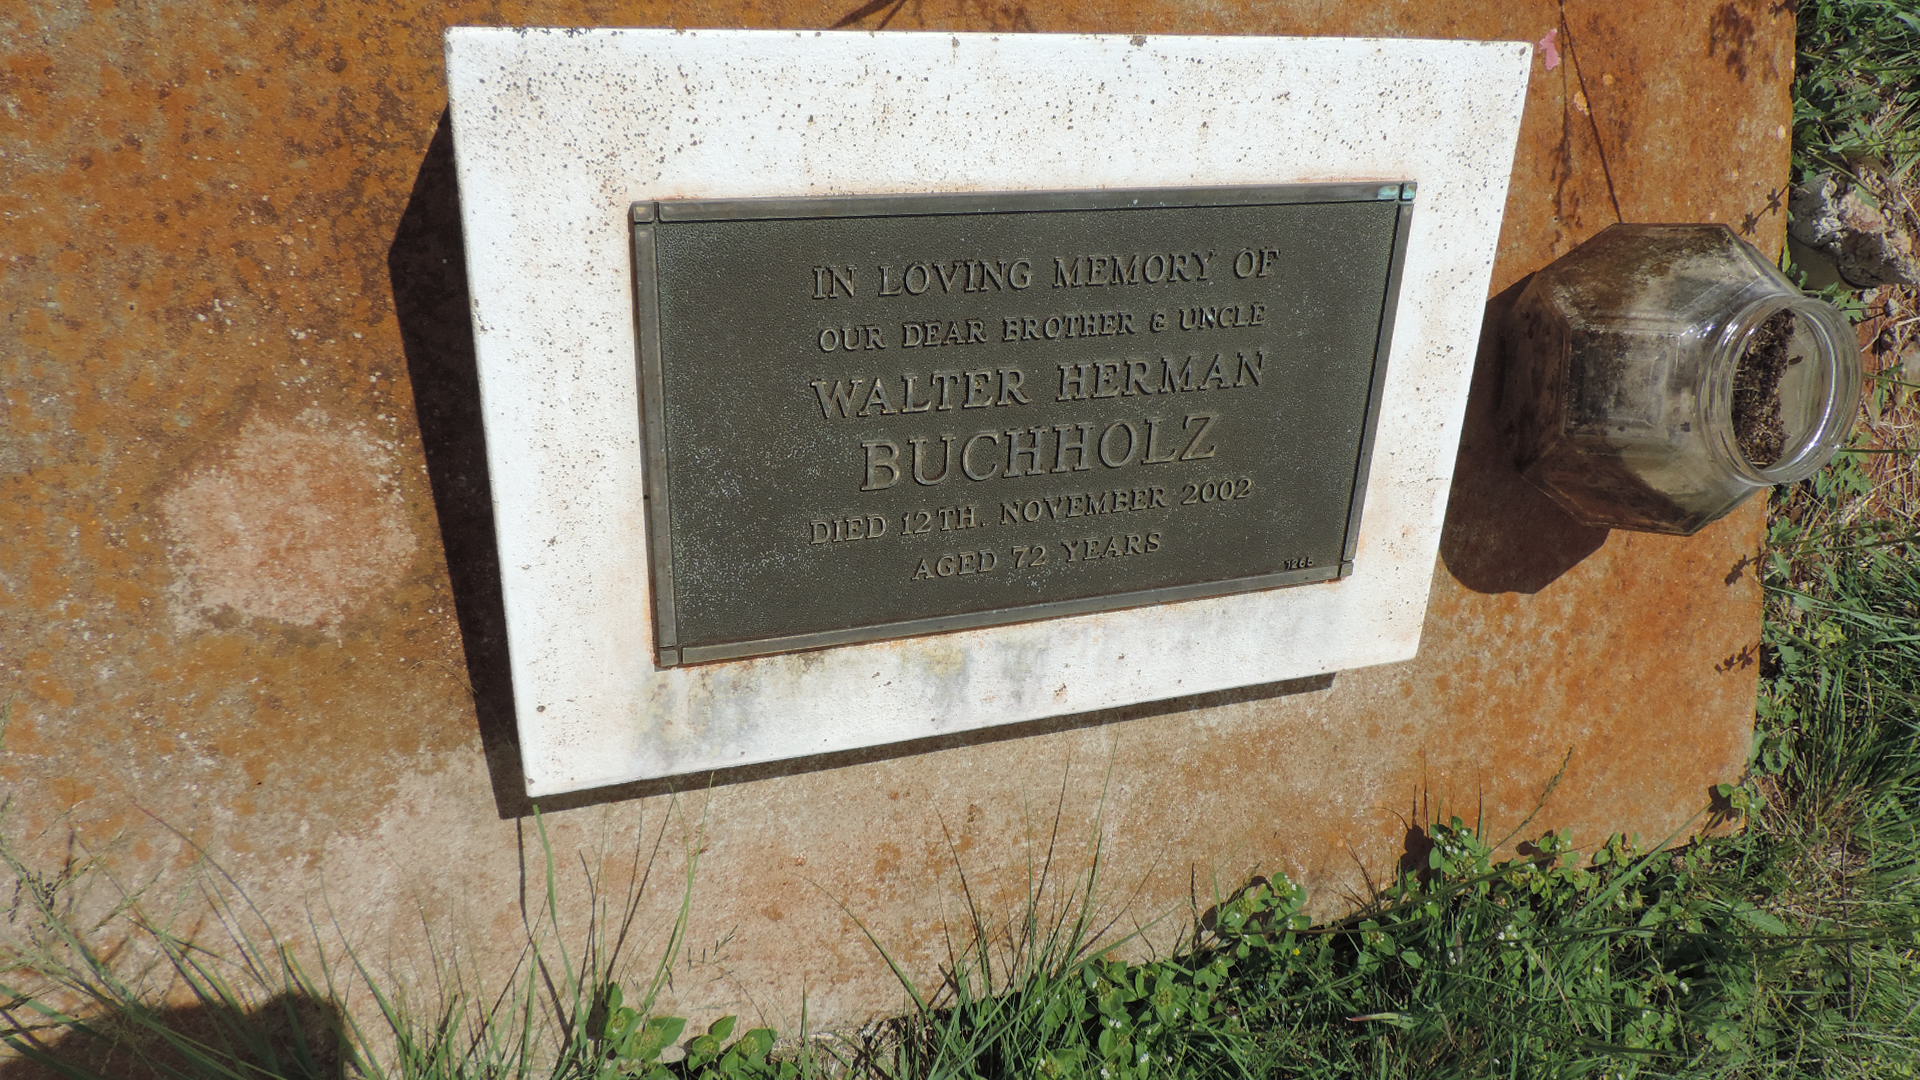 IN LOVING MEMORY OF
OUR DEAR BROTHER & UNCLE
WALTER HERMAN
BUCHHOLZ
DIED 12TH. NOVEMBER 2002
AGED 72 YEARS